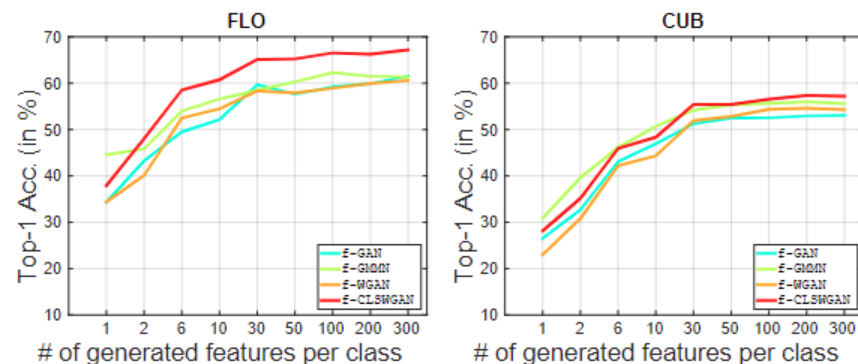 FLO
Top-1 Acc. (in %)
70
60
50
40
30
20
10
1 2 6 10 30 50 100 200 300
# of generated features per class
f-GAN
f-GMMN
f-WGAN
f-CLSWGAN
CUB
Top-1 Acc. (in %)
70
60
50
40
30
20
10
1 2 6 10 30 50 100 200 300
# of generated features per class
f-GAN
f-GMMN
f-WGAN
f-CLSWGAN